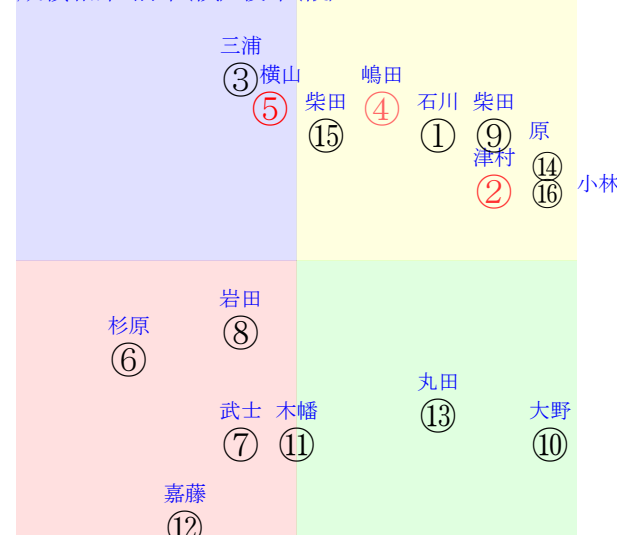 三浦
③
横山
⑤
柴田
⑮
嶋田
④
石川
①
柴田
⑨
原
⑭
津村
②
小林
⑯
岩田
⑧
杉原
⑥
武士
⑦
木幡
⑪
丸田
⑬
大野
⑩
嘉藤
⑫